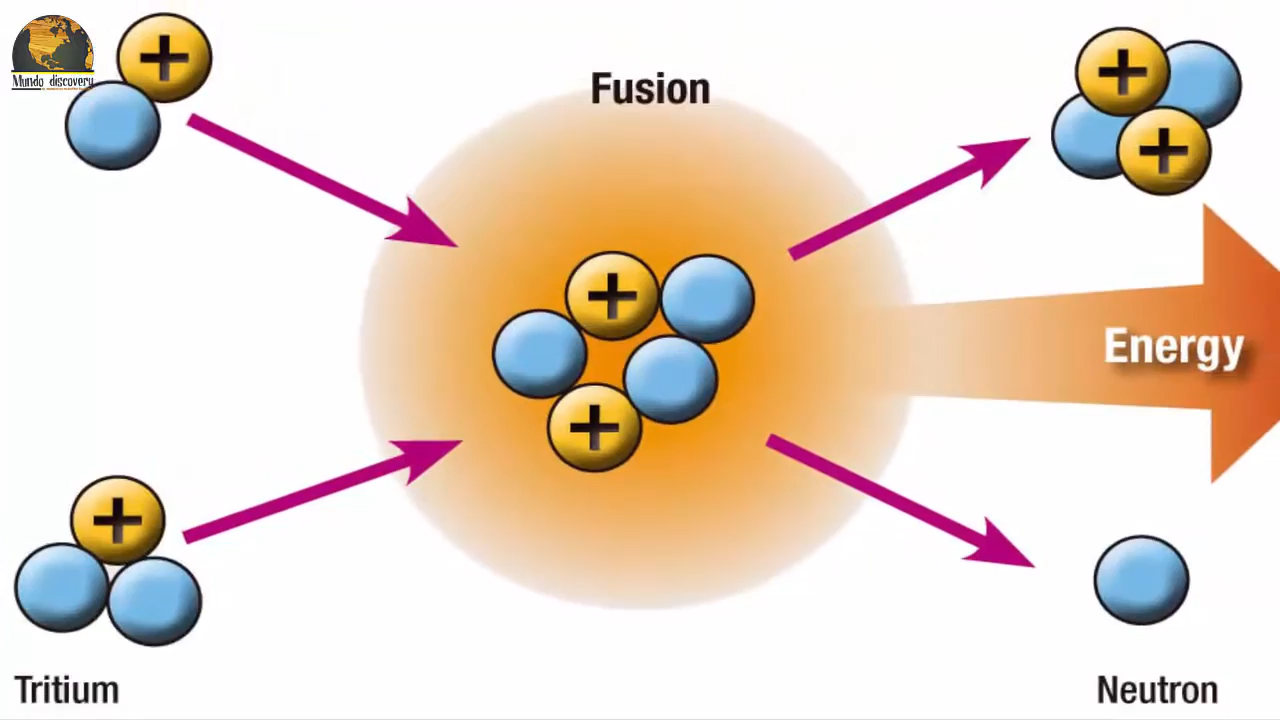 Mundo discovery
Fusion
+
+
+
+
Energy
+
+
Tritium
Neutron